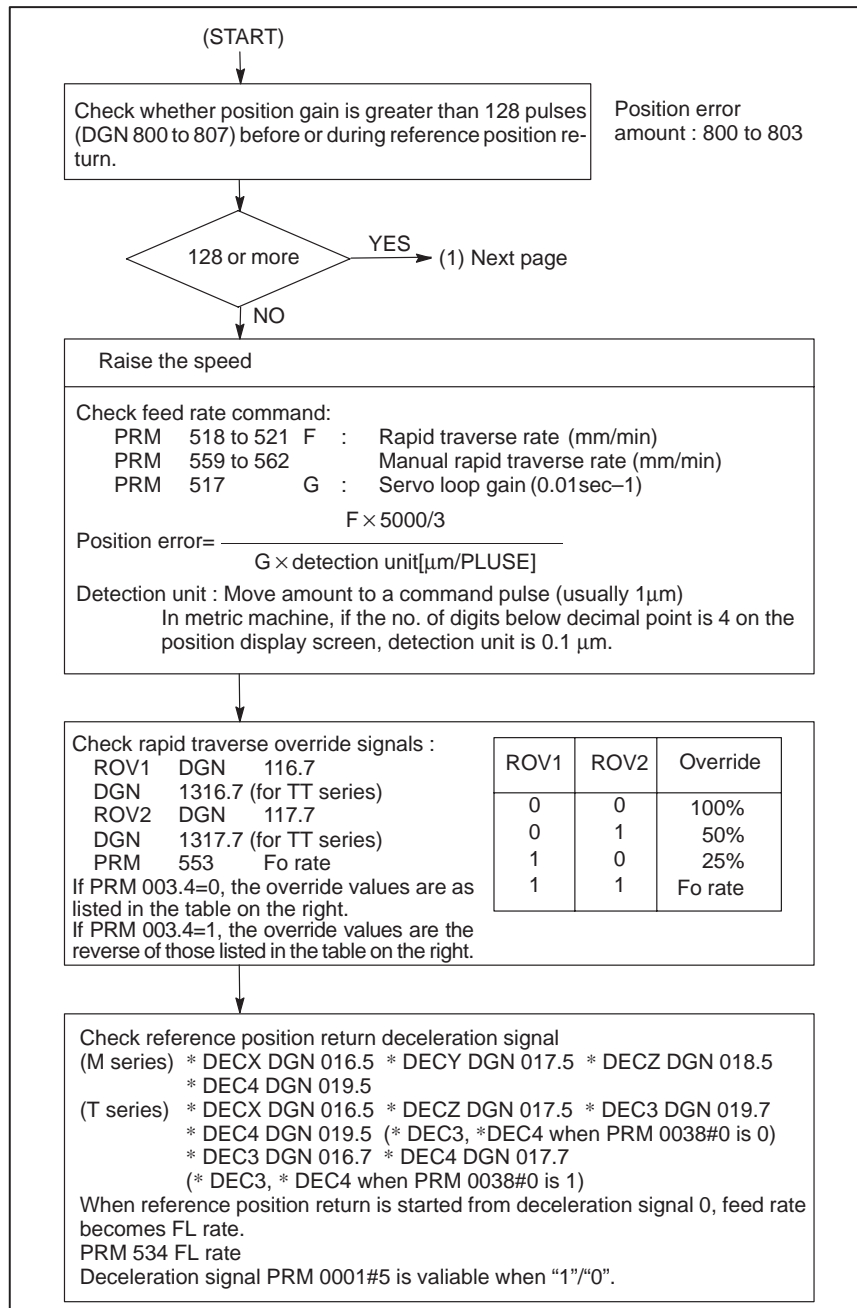 (START)
Check whether position gain is greater than 128 pulses
(DGN 800 to 807) before or during reference position re-
turn.
Position error
amount : 800 to 803
128 or more
YES
(1) Next page
NO
Raise the speed
Check feed rate command:
PRM 518 to 521 F : Rapid traverse rate (mm/min)
PRM 559 to 562 Manual rapid traverse rate (mm/min)
PRM 517 G : Servo loop gain (0.01sec–1)
F × 5000/3
Position error=
G × detection unit[μm/PLUSE]
Detection unit : Move amount to a command pulse (usually 1μm)
In metric machine, if the no. of digits below decimal point is 4 on the
position display screen, detection unit is 0.1 μm.
Check rapid traverse override signals :
ROV1 DGN 116.7
DGN 1316.7 (for TT series)
ROV2 DGN 117.7
DGN 1317.7 (for TT series)
PRM 553 Fo rate
If PRM 003.4=0, the override values are as
listed in the table on the right.
If PRM 003.4=1, the override values are the
reverse of those listed in the table on the right.
ROV1 ROV2 Override
0 0 100%
0 1 50%
1 0 25%
1 1 Fo rate
Check reference position return deceleration signal
(M series) * DECX DGN 016.5 * DECY DGN 017.5 * DECZ DGN 018.5
* DEC4 DGN 019.5
(T series) * DECX DGN 016.5 * DECZ DGN 017.5 * DEC3 DGN 019.7
* DEC4 DGN 019.5 (* DEC3, *DEC4 when PRM 0038#0 is 0)
* DEC3 DGN 016.7 * DEC4 DGN 017.7
(* DEC3, * DEC4 when PRM 0038#0 is 1)
When reference position return is started from deceleration signal 0, feed rate
becomes FL rate.
PRM 534 FL rate
Deceleration signal PRM 0001#5 is valiable when “1”/“0”.